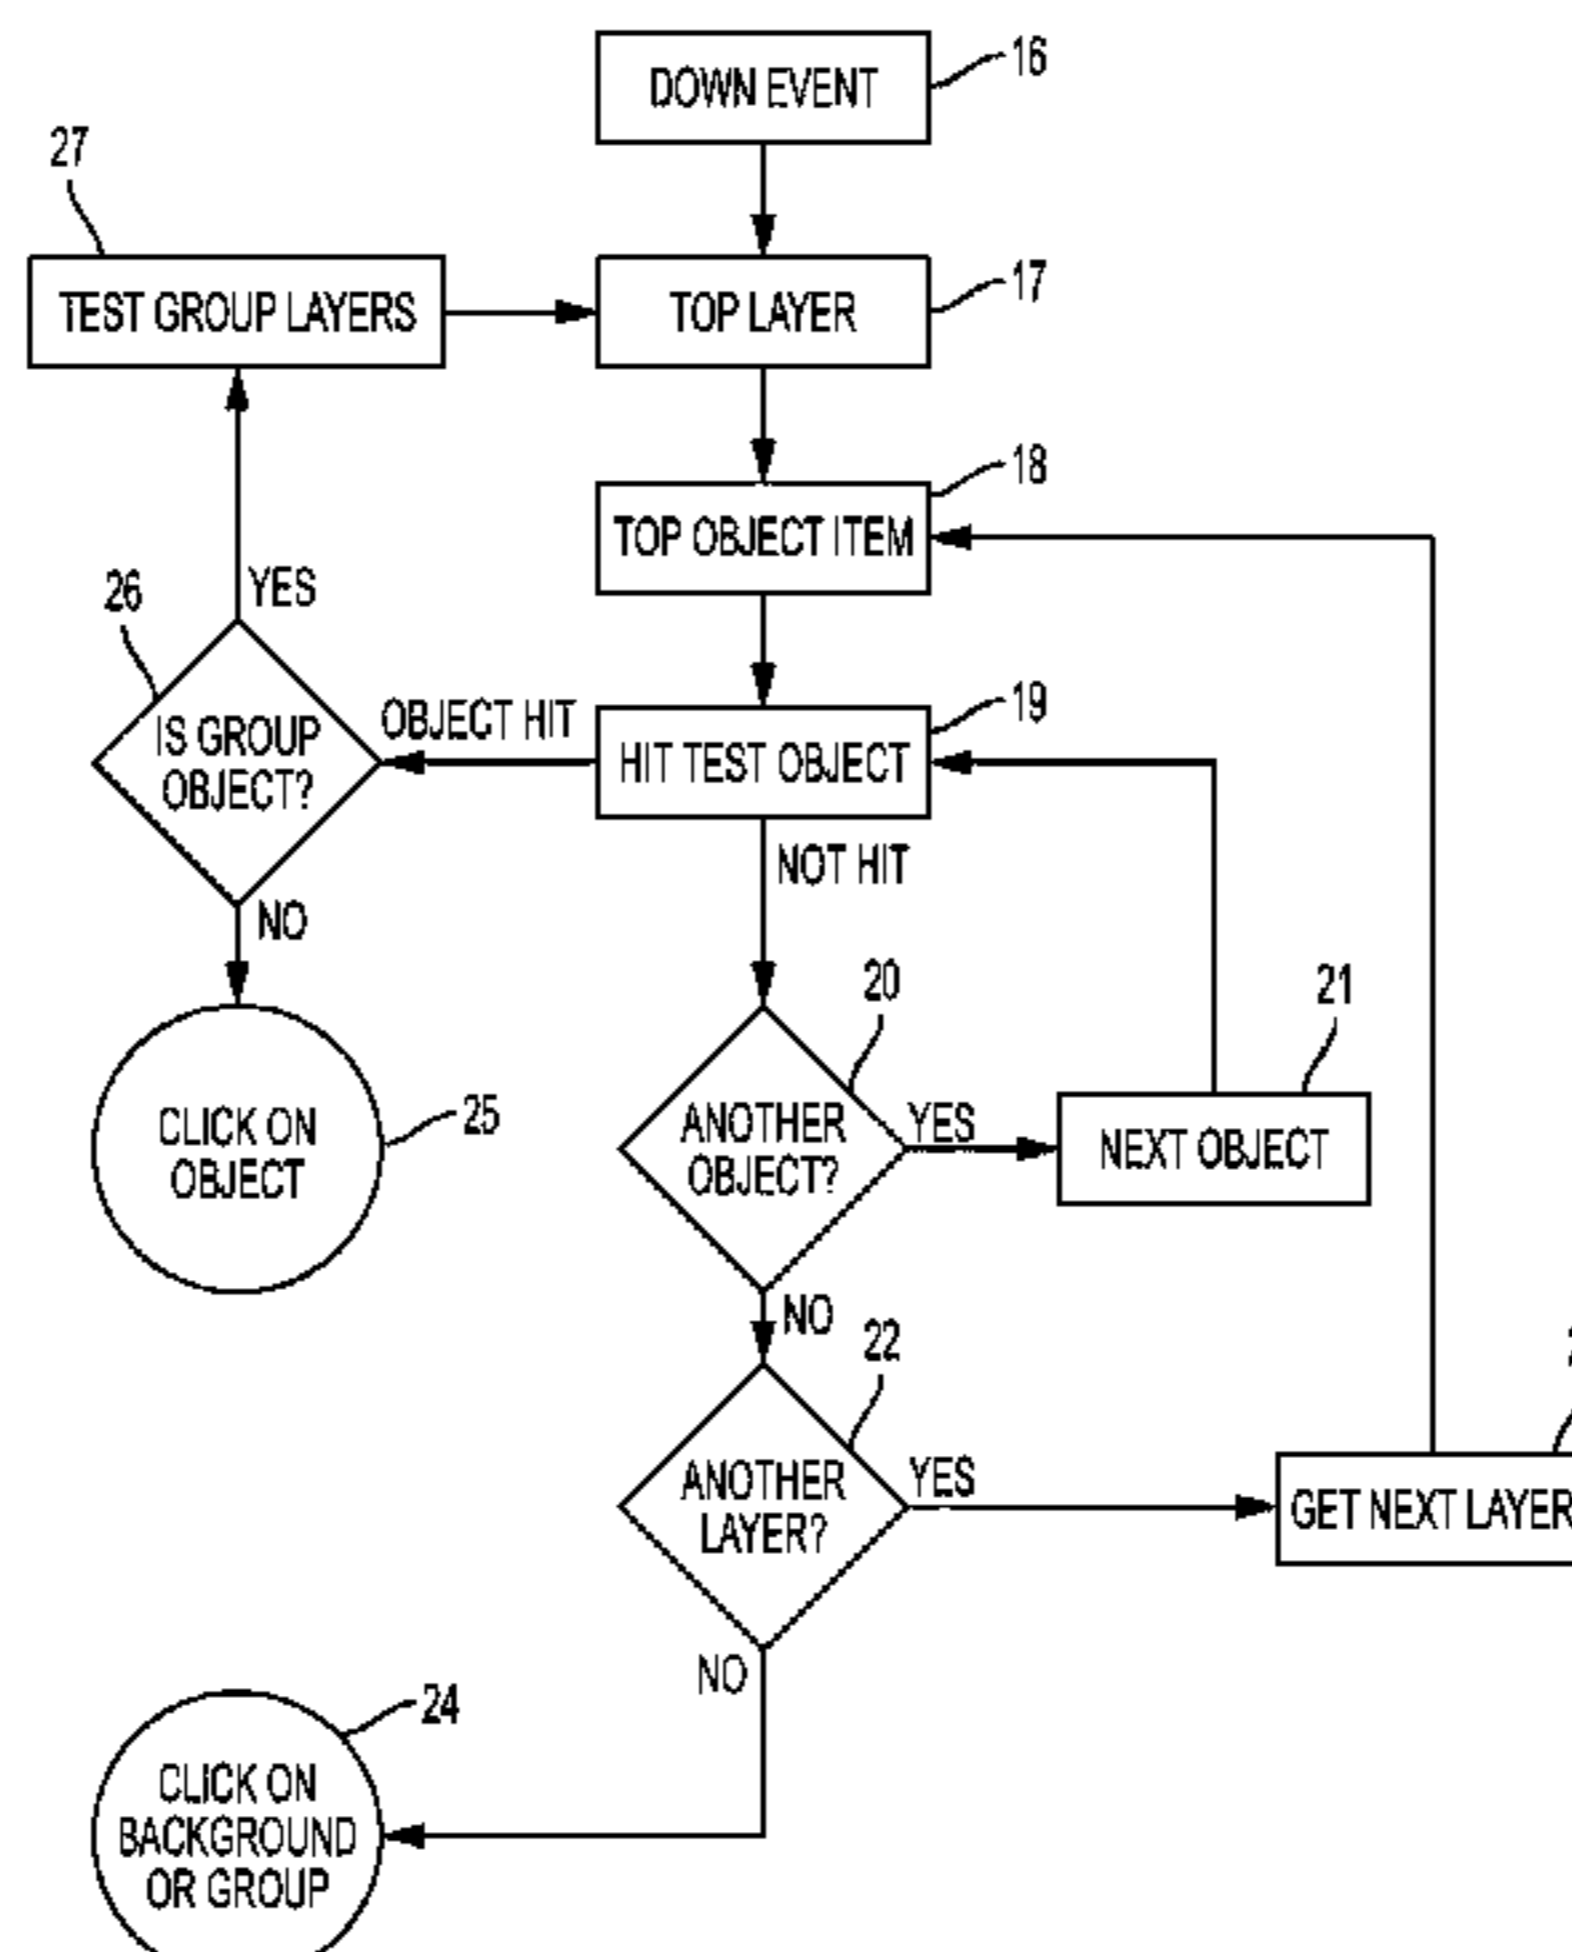 DOWN EVENT
16
27
TEST GROUP LAYERS
TOP LAYER
17
18
TOP OBJECT ITEM
26
YES
OBJECT HIT
19
IS GROUP
OBJECT?
HIT TEST OBJECT
NOT HIT
NO
20
21
CLICK ON
OBJECT
25
ANOTHER
OBJECT?
YES
NEXT OBJECT
NO
22
ANOTHER
LAYER?
YES
GET NEXT LAYER
NO
24
CLICK ON
BACKGROUND
OR GROUP